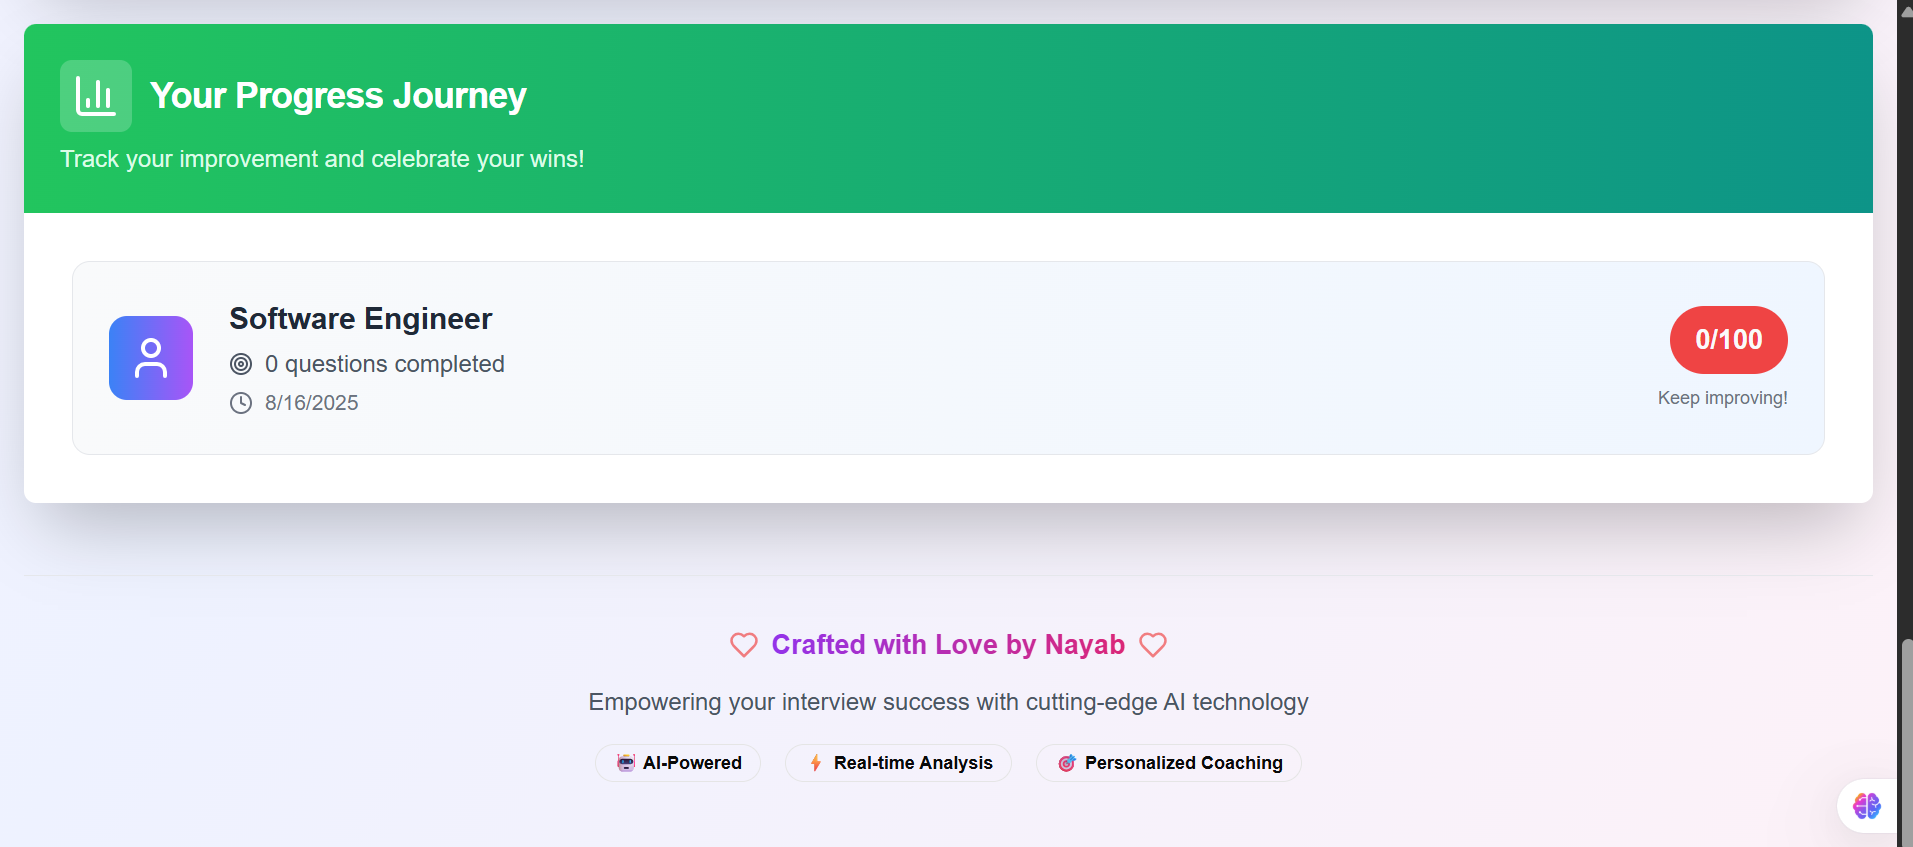 Your Progress Journey
Track your improvement and celebrate your wins!
Software Engineer
0 questions completed
8/16/2025
0/100
Keep improving!
Crafted with Love by Nayab
Empowering your interview success with cutting-edge AI technology
AI-Powered
Real-time Analysis
Personalized Coaching